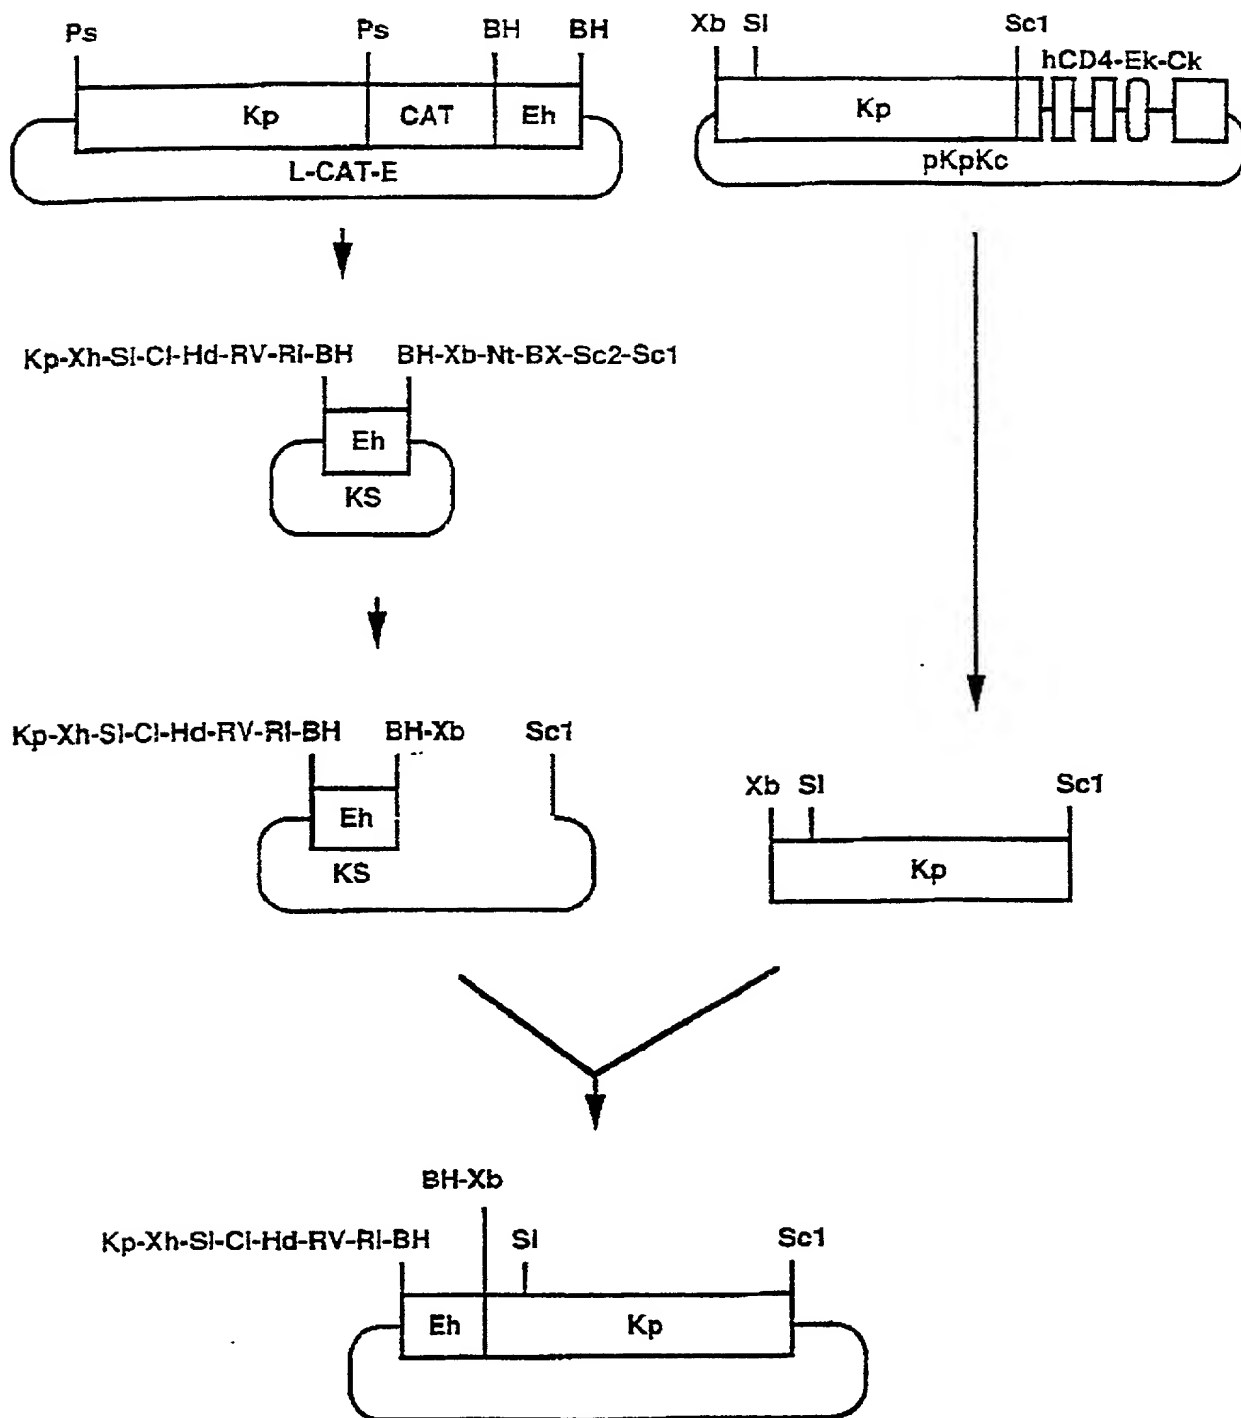 Ps Ps BH BH
Kp CAT Eh
L-CAT-E
Xb Sl Sc1
hCD4-Ek-Ck
Kp
pKpKc
Kp-Xh-Sl-Cl-Hd-RV-RI-BH BH-Xb-Nt-BX-Sc2-Sc1
Eh
KS
Kp-Xh-Sl-Cl-Hd-RV-RI-BH BH-Xb Sc1
Eh
KS
Xb Sl Sc1
Kp
BH-Xb
Kp-Xh-Sl-Cl-Hd-RV-RI-BH Sl Sc1
Eh Kp